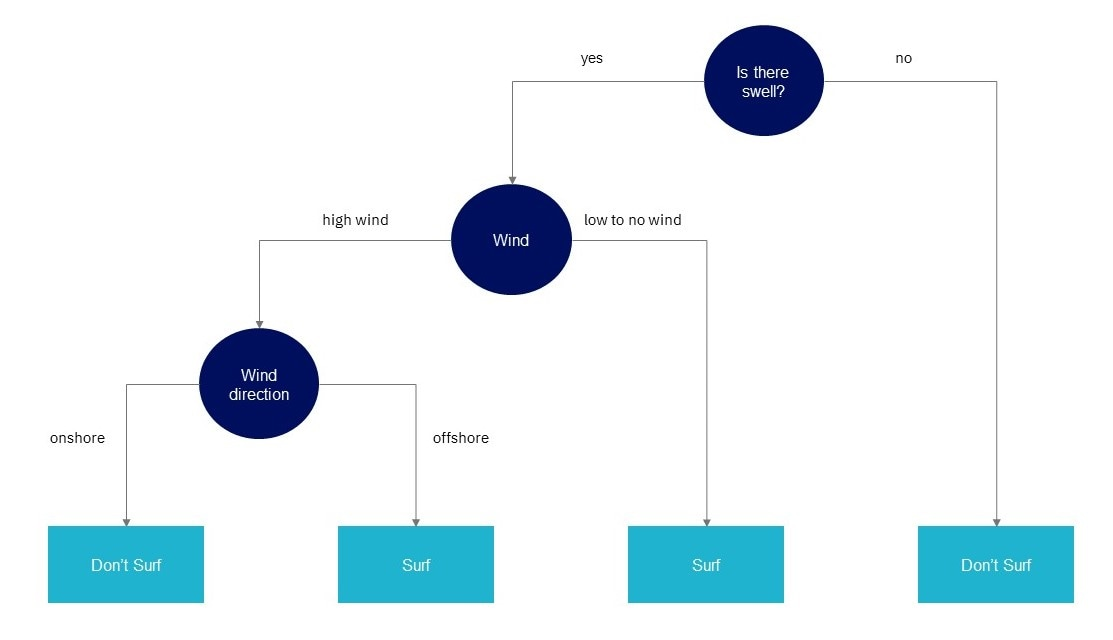 yes
no
Is there
swell?
high wind
low to no wind
Wind
Wind
direction
onshore
offshore
Don’t Surf
Surf
Surf
Don’t Surf